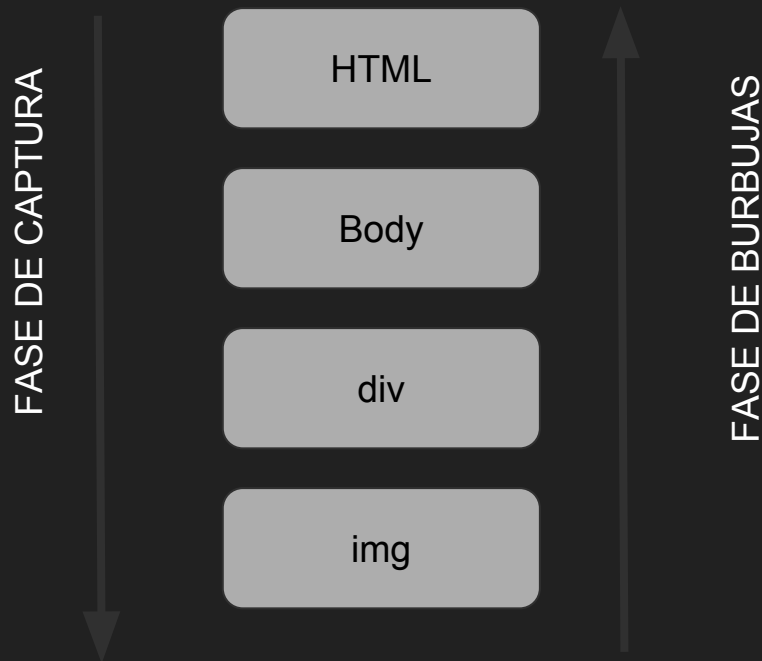 FASE DE CAPTURA
HTML
Body
div
img
FASE DE BURBUJAS